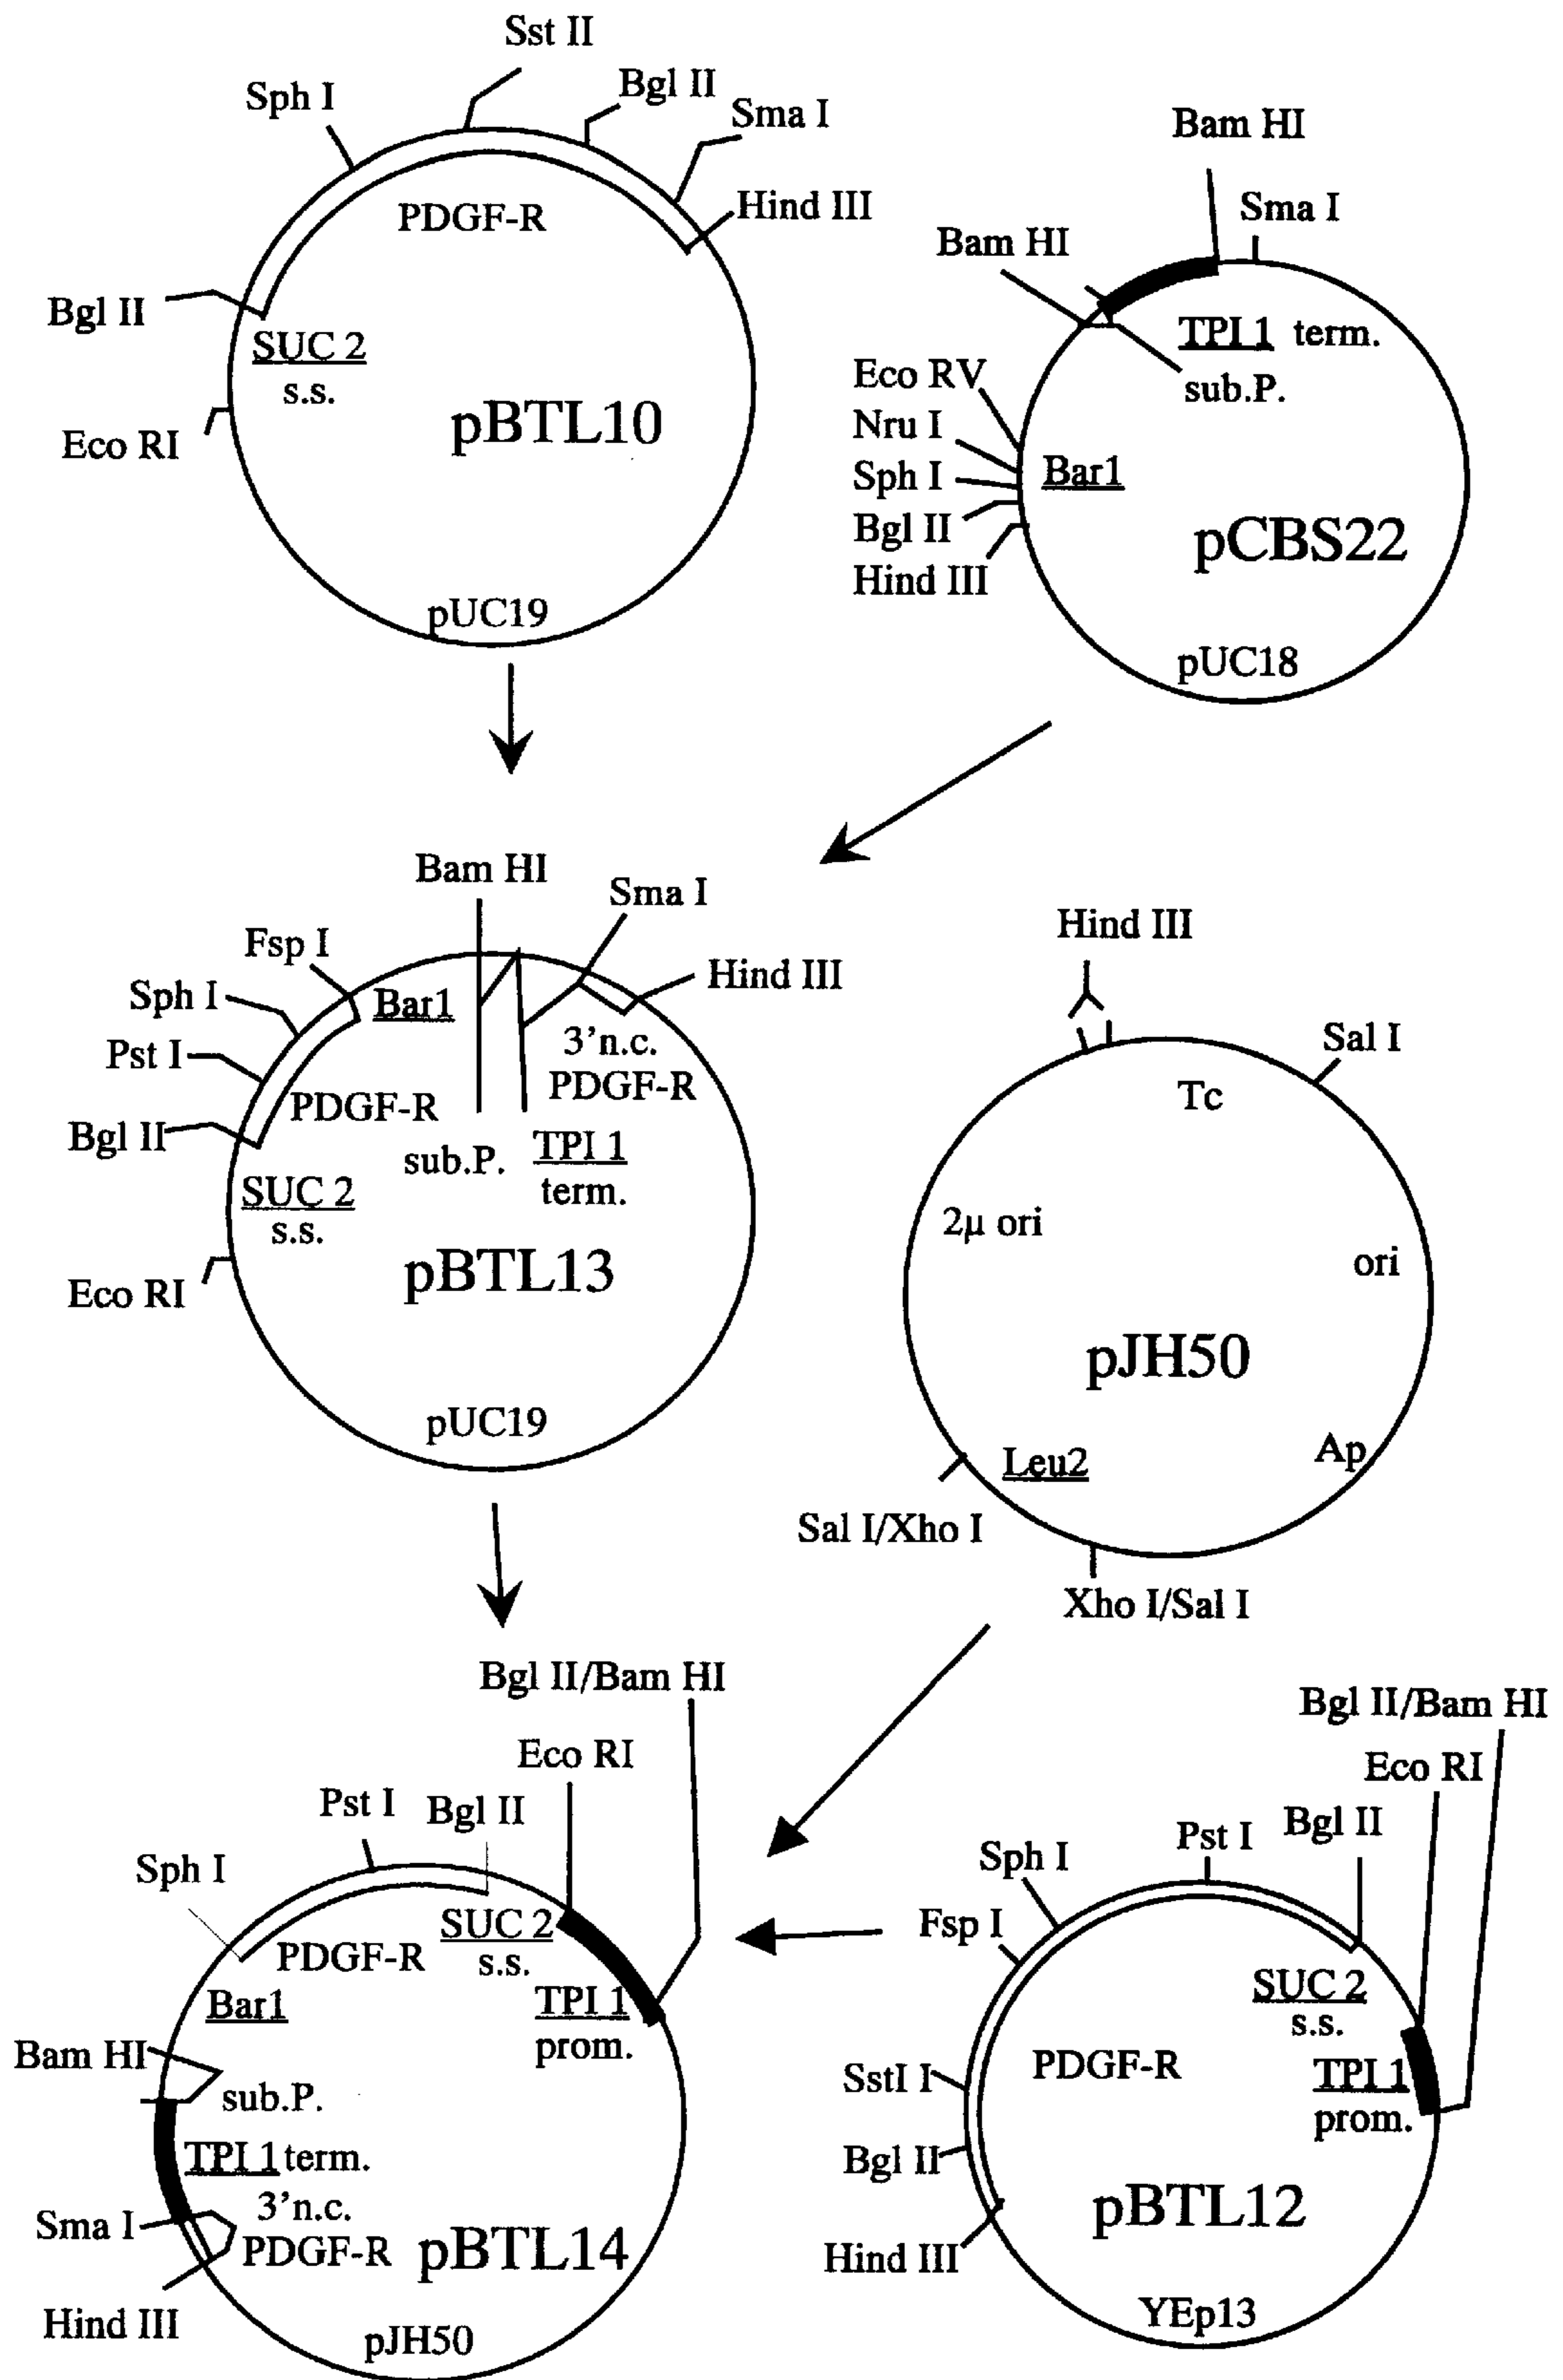 Sst II
Sph I
Bgl II
Sma I
PDGF-R
Hind III
Bgl II
SUC 2
s.s.
Eco RI
pBTL10
pUC19
Bam HI
Sma I
Bam HI
TPI 1 term.
sub.P.
Eco RV
Nru I
Sph I
Bar1
Bgl II
Hind III
pCBS22
pUC18
Bam HI
Sma I
Fsp I
Hind III
Sph I
Bar1
Pst I
3'n.c.
PDGF-R
PDGF-R
Bgl II
sub.P.
TPI 1
term.
SUC 2
s.s.
Eco RI
pBTL13
pUC19
Hind III
Sal I
Tc
2µ ori
ori
pJH50
Leu2
Ap
Sal I/Xho I
Xho I/Sal I
Bgl II/Bam HI
Eco RI
Pst I
Bgl II
Sph I
SUC 2
s.s.
PDGF-R
Bar1
TPI 1
prom.
Bam HI
sub.P.
TPI 1 term.
3'n.c.
Sma I
PDGF-R
pBTL14
Hind III
pJH50
Bgl II/Bam HI
Eco RI
Bgl II
Pst I
Sph I
Fsp I
SUC 2
s.s.
PDGF-R
SstI I
TPI 1
prom.
Bgl II
pBTL12
Hind III
YEp13